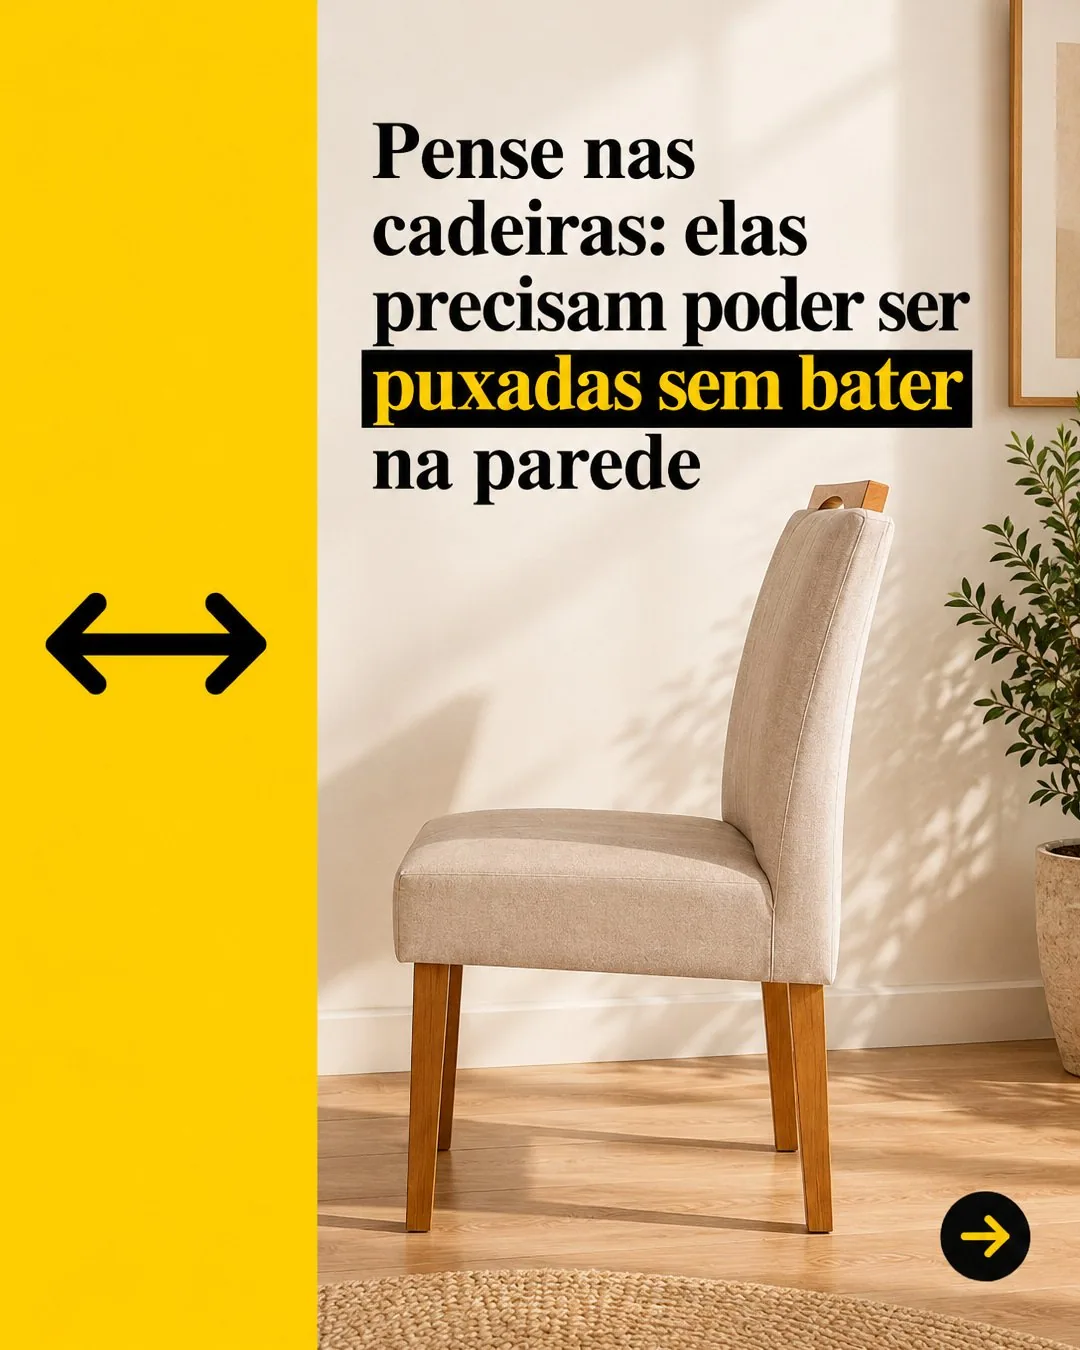 Pense nas
cadeiras: elas
precisam poder ser
puxadas sem bater
na parede